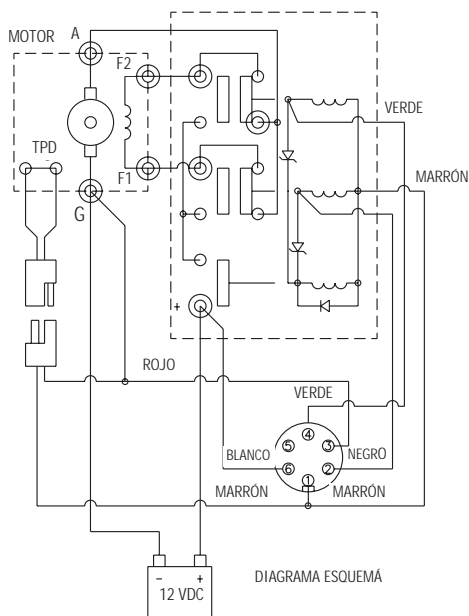 MOTOR
A
F2
TPD
F1
G
VERDE
MARRÓN
+
ROJO
VERDE
BLANCO
NEGRO
5
4
3
6
1
2
MARRÓN
MARRÓN
- +
12 VDC
DIAGRAMA ESQUEMÁ